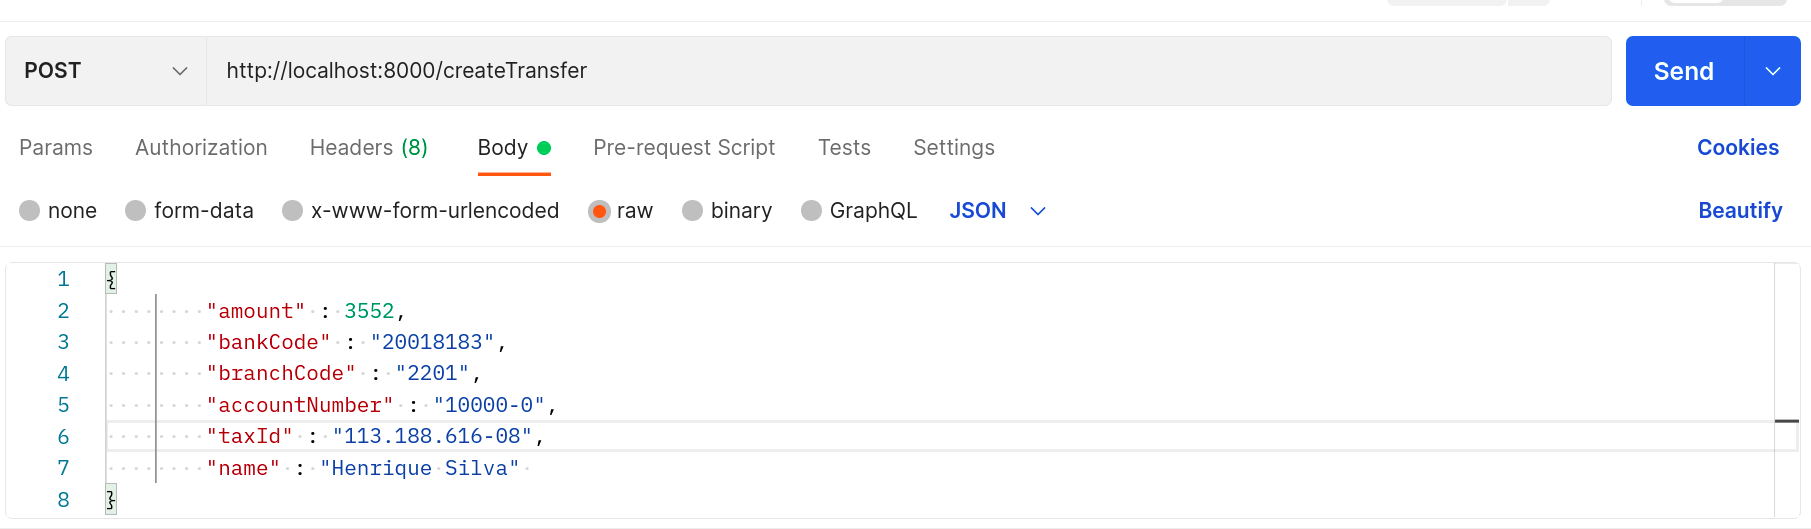 POST http://localhost:8000/createTransfer Send
Params Authorization Headers (8) Body Pre-request Script Tests Settings Cookies
none form-data x-www-form-urlencoded raw binary GraphQL JSON Beautify
1 {
2 "amount" : 3552,
3 "bankCode" : "20018183",
4 "branchCode" : "2201",
5 "accountNumber" : "10000-0",
6 "taxId" : "113.188.616-08",
7 "name" : "Henrique Silva"
8 }